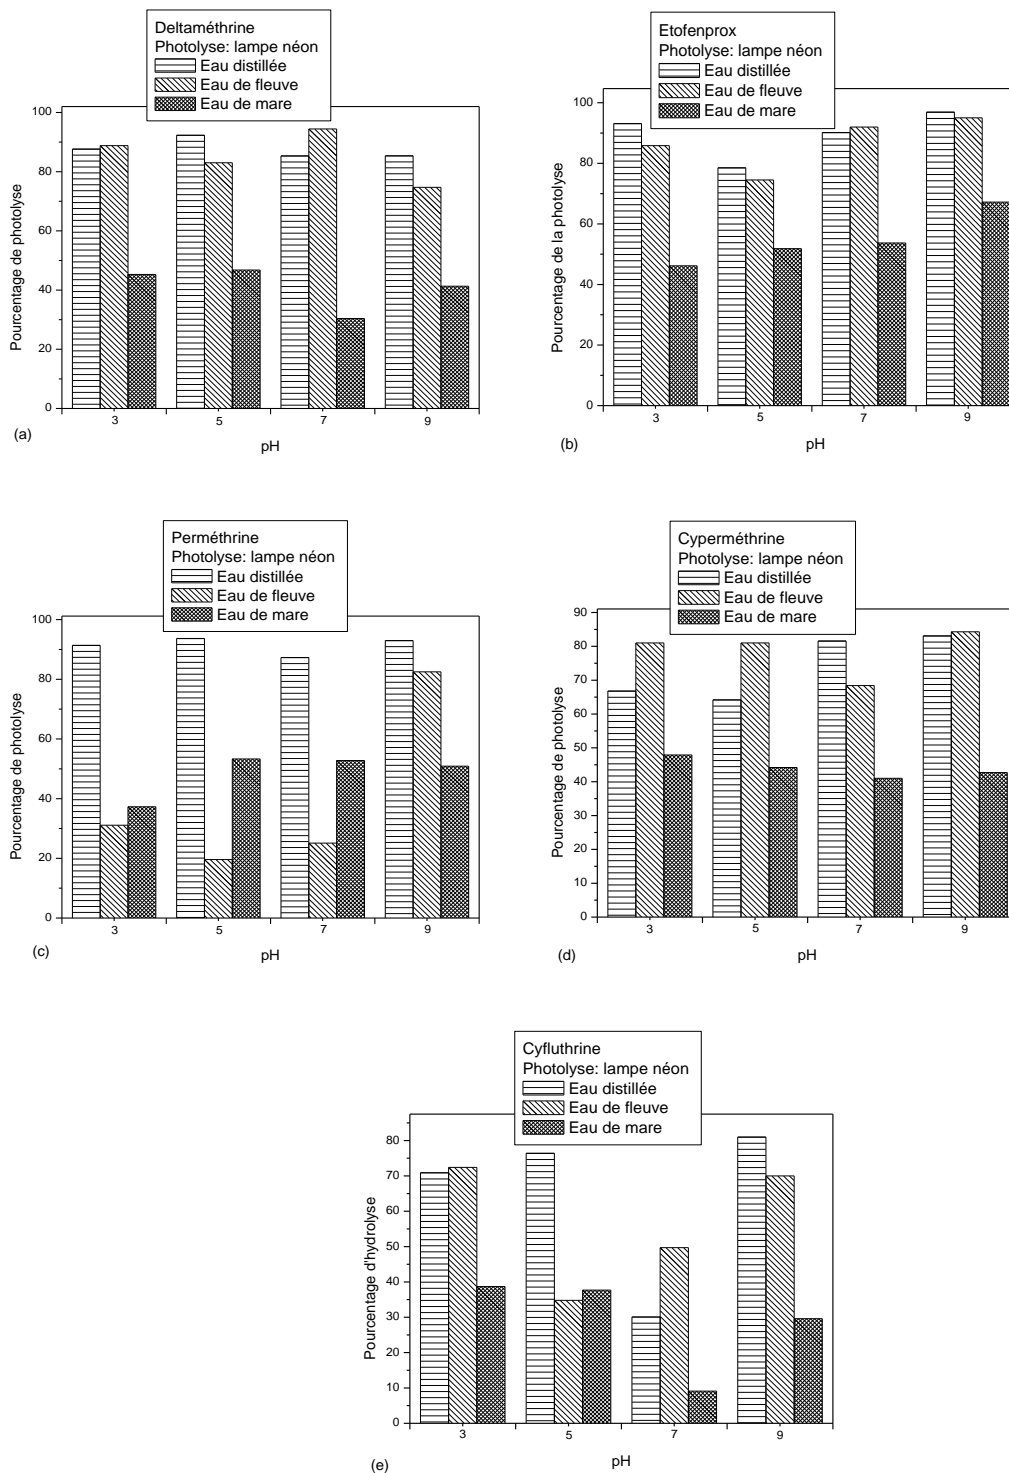 Deltaméthrine
Photolyse: lampe néon
Eau distillée
Eau de fleuve
Eau de mare
Pourcentage de photolyse
100
80
60
40
20
0
3 5 7 9
pH
(a)
Etofenprox
Photolyse: lampe néon
Eau distillée
Eau de fleuve
Eau de mare
Pourcentage de la photolyse
100
80
60
40
20
0
3 5 7 9
pH
(b)
Perméthrine
Photolyse: lampe néon
Eau distillée
Eau de fleuve
Eau de mare
Pourcentage de photolyse
100
80
60
40
20
0
3 5 7 9
pH
(c)
Cyperméthrine
Photolyse: lampe néon
Eau distillée
Eau de fleuve
Eau de mare
Pourcentage de photolyse
90
80
70
60
50
40
30
20
10
0
3 5 7 9
pH
(d)
Cyfluthrine
Photolyse: lampe néon
Eau distillée
Eau de fleuve
Eau de mare
Pourcentage d'hydrolyse
80
70
60
50
40
30
20
10
0
3 5 7 9
pH
(e)